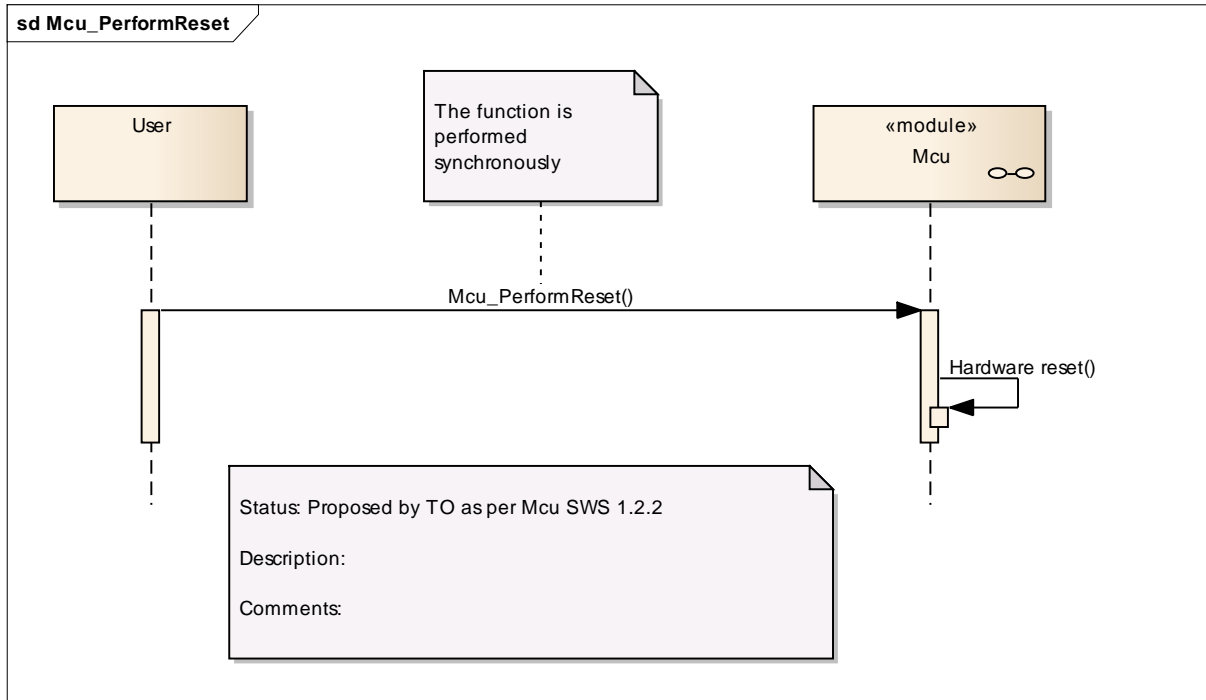 sd Mcu_PerformReset
User
The function is
performed
synchronously
«module»
Mcu
Mcu_PerformReset()
Hardware reset()
Status: Proposed by TO as per Mcu SWS 1.2.2
Description:
Comments: